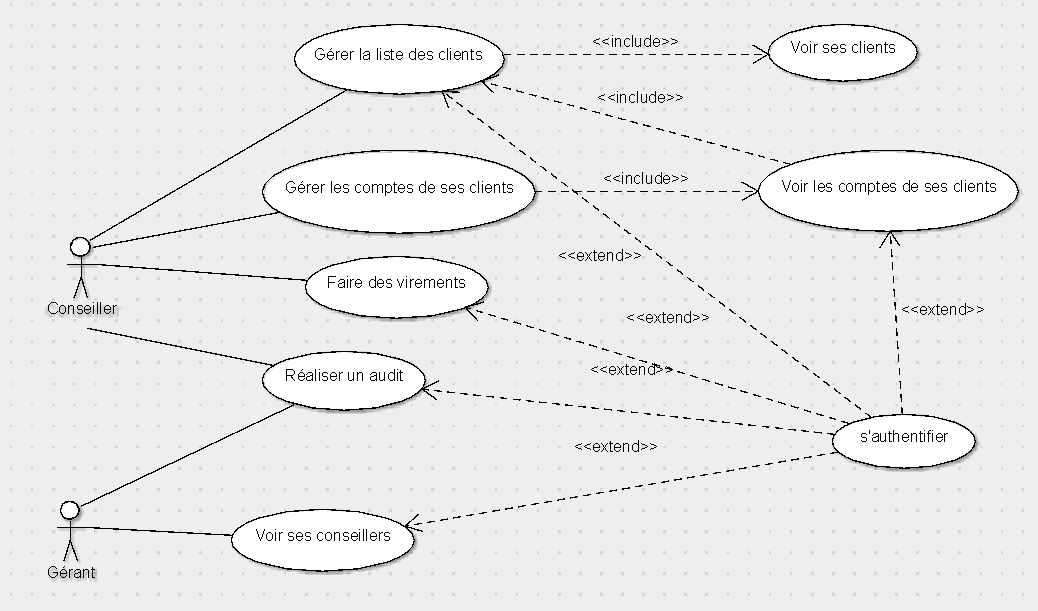 Gérer la liste des clients
<<include>>
Voir ses clients
<<include>>
Gérer les comptes de ses clients
<<include>>
Voir les comptes de ses clients
<<extend>>
Faire des virements
Conseiller
<<extend>>
<<extend>>
Réaliser un audit
<<extend>>
s'authentifier
<<extend>>
Voir ses conseillers
Gérant